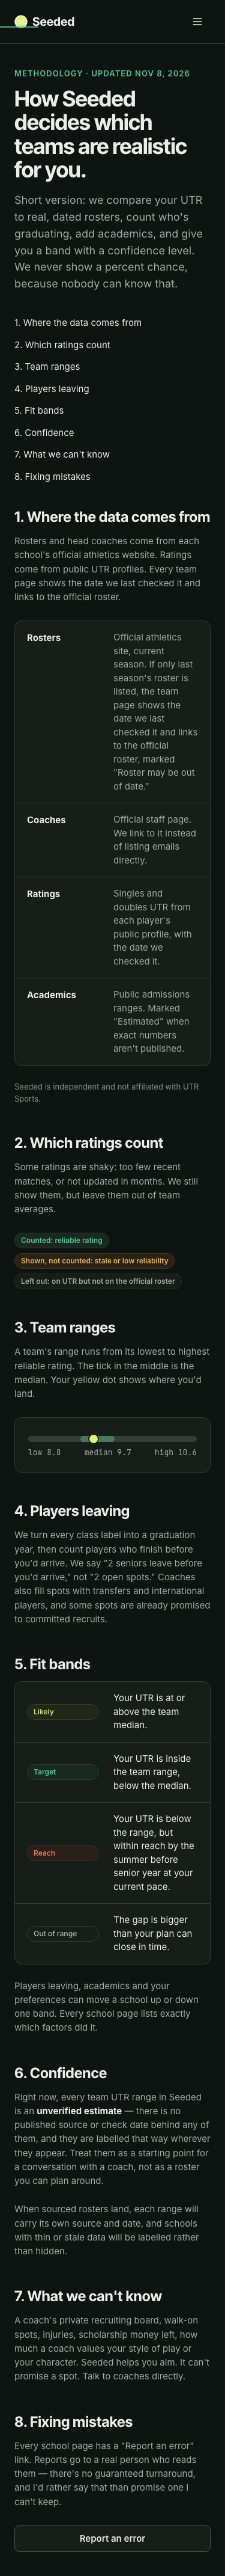 Seeded
METHODOLOGY · UPDATED NOV 8, 2026
How Seeded
decides which
teams are realistic
for you.
Short version: we compare your UTR
to real, dated rosters, count who's
graduating, add academics, and give
you a band with a confidence level.
We never show a percent chance,
because nobody can know that.
1. Where the data comes from
2. Which ratings count
3. Team ranges
4. Players leaving
5. Fit bands
6. Confidence
7. What we can't know
8. Fixing mistakes
1. Where the data comes from
Rosters and head coaches come from each
school's official athletics website. Ratings
come from public UTR profiles. Every team
page shows the date we last checked it and
links to the official roster.
Rosters
Official athletics
site, current
season. If only last
season's roster is
listed, the team
page shows the
date we last
checked it and links
to the official
roster, marked
"Roster may be out
of date."
Coaches
Official staff page.
We link to it instead
of listing emails
directly.
Ratings
Singles and
doubles UTR from
each player's
public profile, with
the date we
checked it.
Academics
Public admissions
ranges. Marked
"Estimated" when
exact numbers
aren't published.
Seeded is independent and not affiliated with UTR
Sports.
2. Which ratings count
Some ratings are shaky: too few recent
matches, or not updated in months. We still
show them, but leave them out of team
averages.
Counted: reliable rating
Shown, not counted: stale or low reliability
Left out: on UTR but not on the official roster
3. Team ranges
A team's range runs from its lowest to highest
reliable rating. The tick in the middle is the
median. Your yellow dot shows where you'd
land.
low 8.8 median 9.7 high 10.6
4. Players leaving
We turn every class label into a graduation
year, then count players who finish before
you'd arrive. We say "2 seniors leave before
you'd arrive," not "2 open spots." Coaches
also fill spots with transfers and international
players, and some spots are already promised
to committed recruits.
5. Fit bands
Likely
Your UTR is at or
above the team
median.
Target
Your UTR is inside
the team range,
below the median.
Reach
Your UTR is below
the range, but
within reach by the
summer before
senior year at your
current pace.
Out of range
The gap is bigger
than your plan can
close in time.
Players leaving, academics and your
preferences can move a school up or down
one band. Every school page lists exactly
which factors did it.
6. Confidence
Right now, every team UTR range in Seeded
is an unverified estimate — there is no
published source or check date behind any of
them, and they are labelled that way wherever
they appear. Treat them as a starting point for
a conversation with a coach, not as a roster
you can plan around.
When sourced rosters land, each range will
carry its own source and date, and schools
with thin or stale data will be labelled rather
than hidden.
7. What we can't know
A coach's private recruiting board, walk-on
spots, injuries, scholarship money left, how
much a coach values your style of play or
your character. Seeded helps you aim. It can't
promise a spot. Talk to coaches directly.
8. Fixing mistakes
Every school page has a "Report an error"
link. Reports go to a real person who reads
them — there's no guaranteed turnaround,
and I'd rather say that than promise one I
can't keep.
Report an error